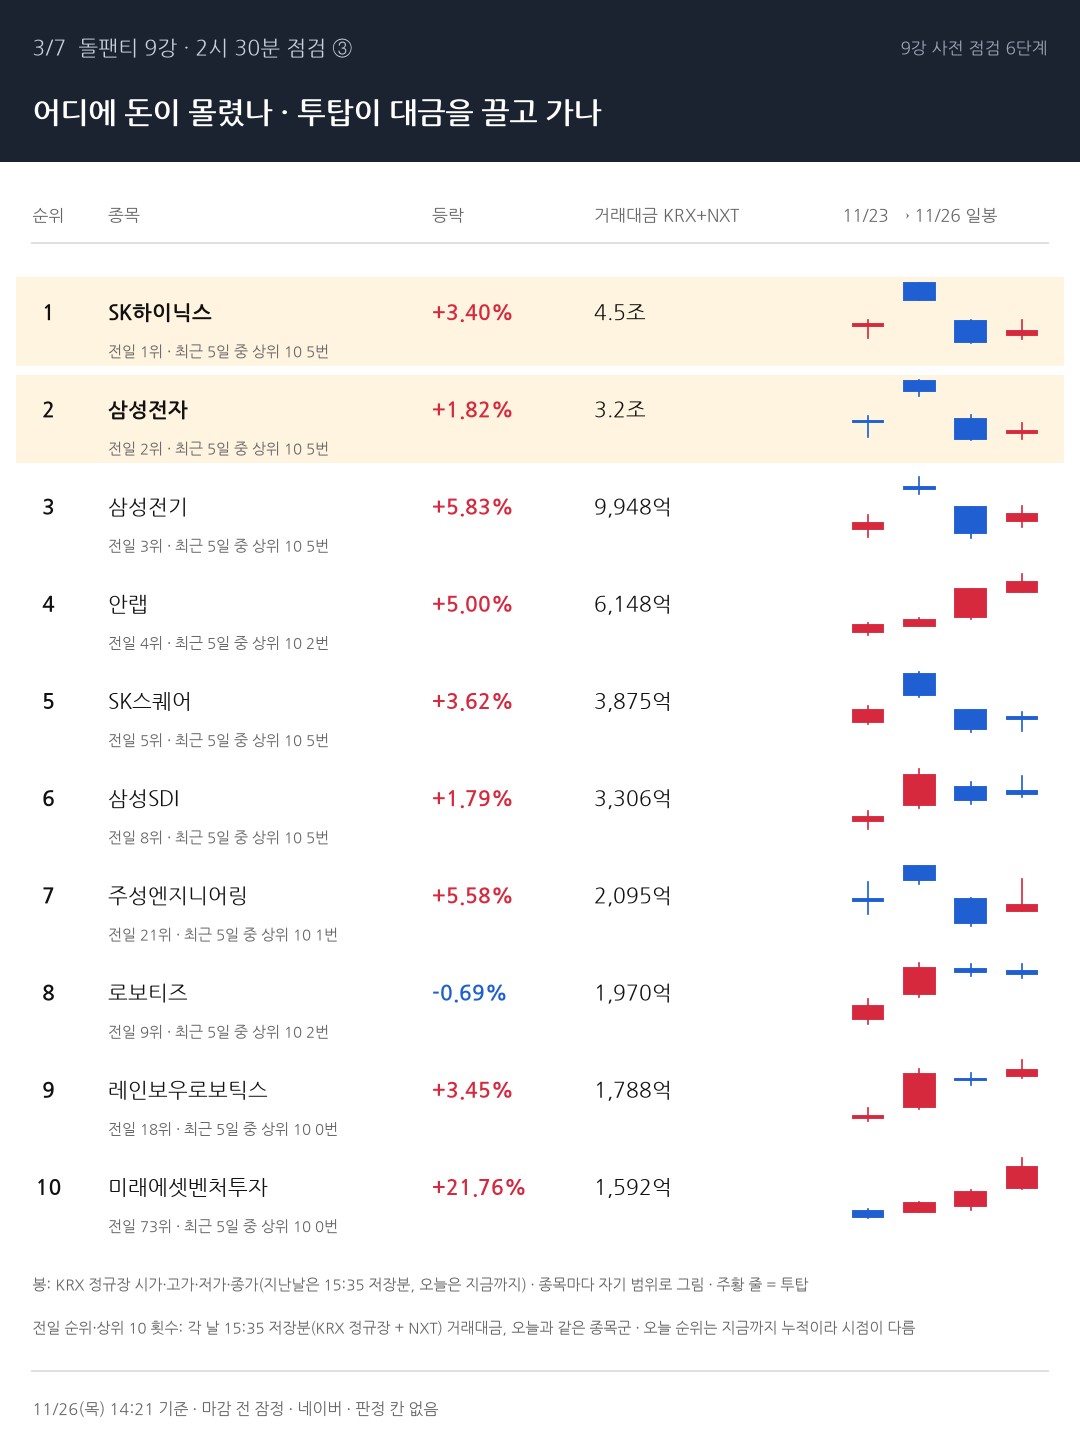 3/7 돌팬티 9강 · 2시 30분 점검 ③
9강 사전 점검 6단계
어디에 돈이 몰렸나 · 투탑이 대금을 끌고 가나
순위 종목 등락 거래대금 KRX+NXT 11/23 → 11/26 일봉
1 SK하이닉스 +3.40% 4.5조
전일 1위 · 최근 5일 중 상위 10 5번
2 삼성전자 +1.82% 3.2조
전일 2위 · 최근 5일 중 상위 10 5번
3 삼성전기 +5.83% 9,948억
전일 3위 · 최근 5일 중 상위 10 5번
4 안랩 +5.00% 6,148억
전일 4위 · 최근 5일 중 상위 10 2번
5 SK스퀘어 +3.62% 3,875억
전일 5위 · 최근 5일 중 상위 10 5번
6 삼성SDI +1.79% 3,306억
전일 8위 · 최근 5일 중 상위 10 5번
7 주성엔지니어링 +5.58% 2,095억
전일 21위 · 최근 5일 중 상위 10 1번
8 로보티즈 -0.69% 1,970억
전일 9위 · 최근 5일 중 상위 10 2번
9 레인보우로보틱스 +3.45% 1,788억
전일 18위 · 최근 5일 중 상위 10 0번
10 미래에셋벤처투자 +21.76% 1,592억
전일 73위 · 최근 5일 중 상위 10 0번
봉: KRX 정규장 시가·고가·저가·종가(지난날은 15:35 저장분, 오늘은 지금까지) · 종목마다 자기 범위로 그림 · 주황 줄 = 투탑
전일 순위·상위 10 횟수: 각 날 15:35 저장분(KRX 정규장 + NXT) 거래대금, 오늘과 같은 종목군 · 오늘 순위는 지금까지 누적이라 시점이 다름
11/26(목) 14:21 기준 · 마감 전 잠정 · 네이버 · 판정 칸 없음